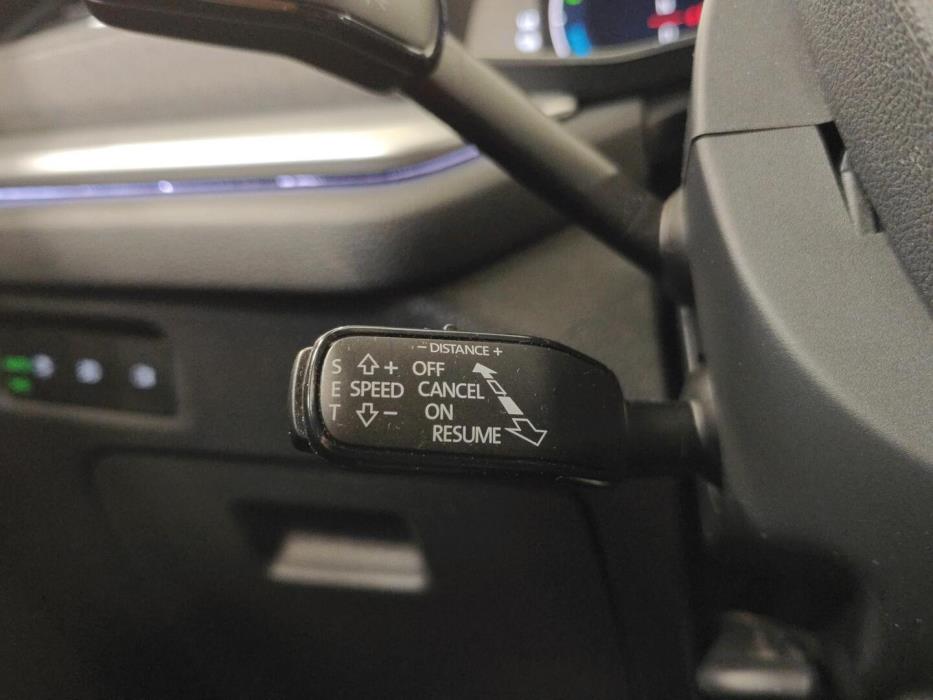 - DISTANCE +
S + OFF
E SPEED CANCEL
T - ON
RESUME